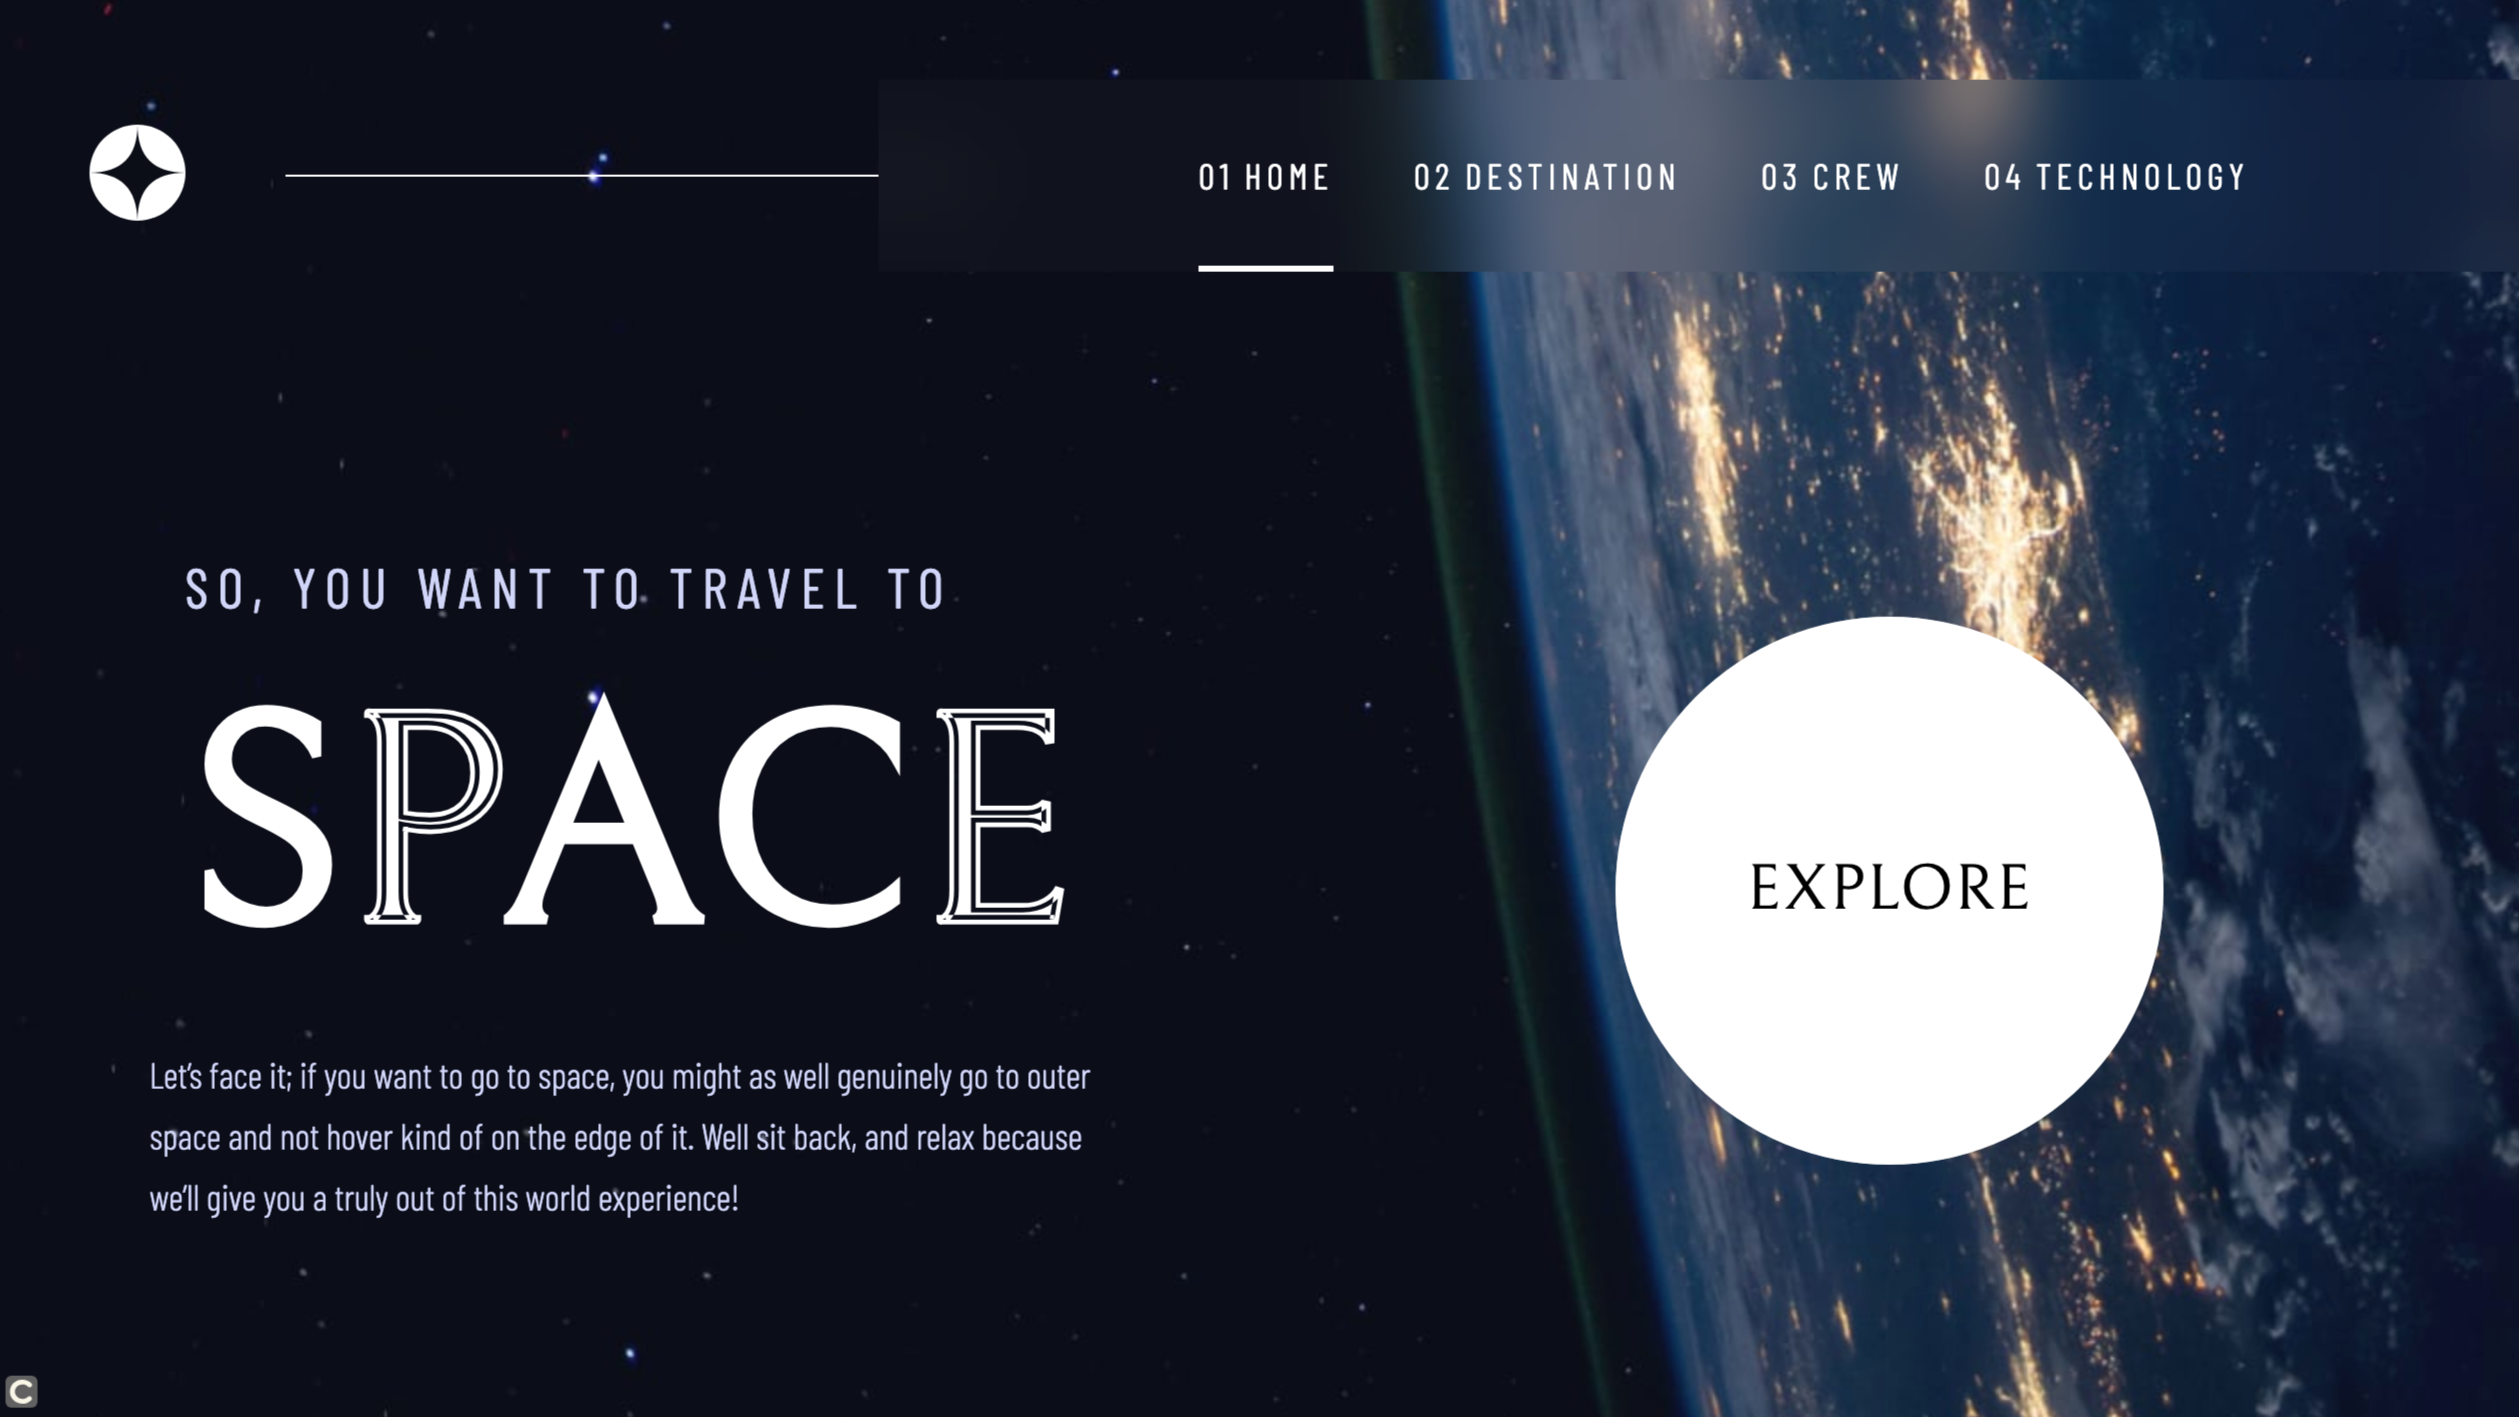 01 HOME 02 DESTINATION 03 CREW 04 TECHNOLOGY
SO, YOU WANT TO TRAVEL TO
SPACE
EXPLORE
Let’s face it; if you want to go to space, you might as well genuinely go to outer
space and not hover kind of on the edge of it. Well sit back, and relax because
we’ll give you a truly out of this world experience!
C